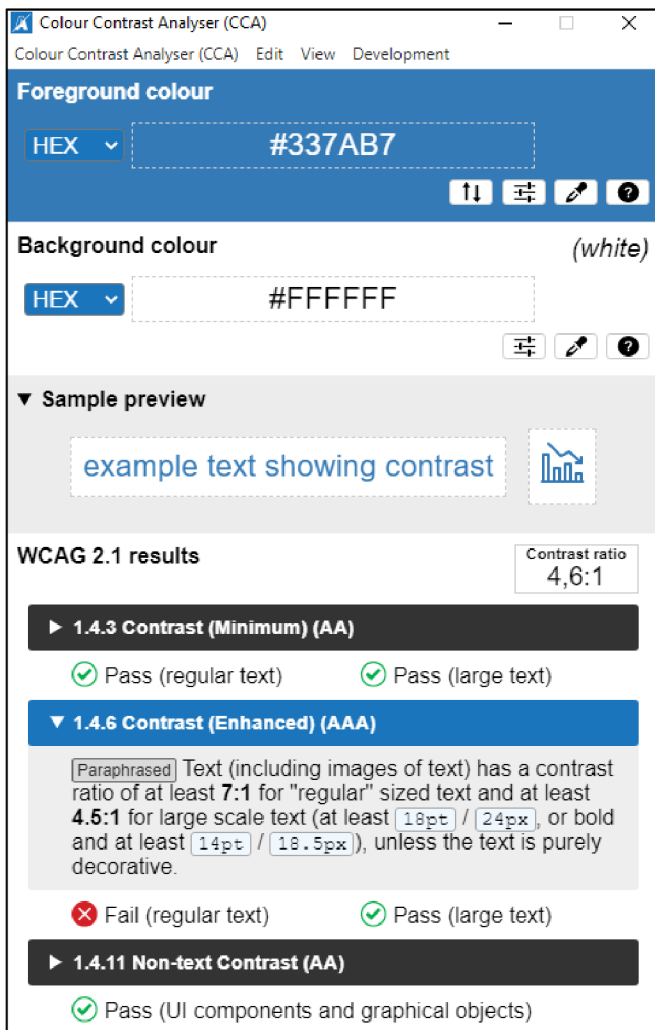 Colour Contrast Analyser (CCA)
Colour Contrast Analyser (CCA) Edit View Development
Foreground colour
HEX #337AB7
Background colour (white)
HEX #FFFFFF
▼ Sample preview
example text showing contrast
WCAG 2.1 results
Contrast ratio
4,6:1
▶ 1.4.3 Contrast (Minimum) (AA)
Pass (regular text) Pass (large text)
▼ 1.4.6 Contrast (Enhanced) (AAA)
Paraphrased Text (including images of text) has a contrast
ratio of at least 7:1 for "regular" sized text and at least
4.5:1 for large scale text (at least 18pt / 24px, or bold
and at least 14pt / 18.5px), unless the text is purely
decorative.
Fail (regular text) Pass (large text)
▶ 1.4.11 Non-text Contrast (AA)
Pass (UI components and graphical objects)